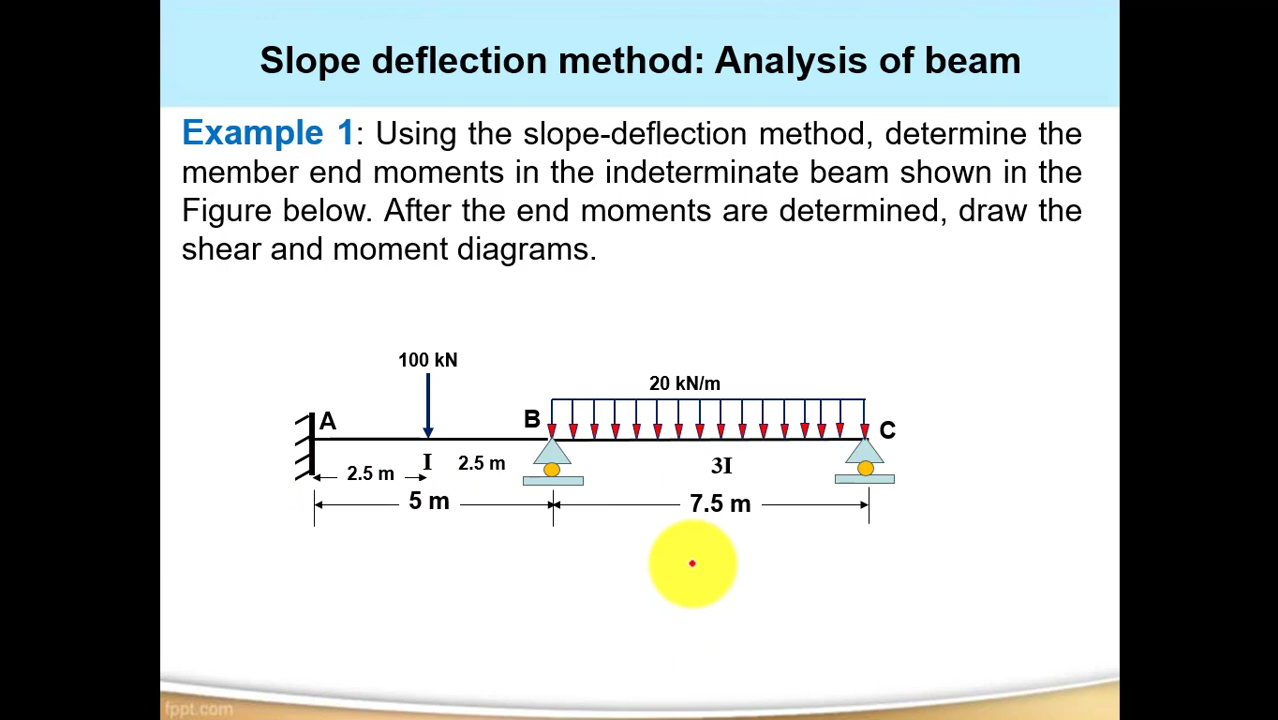 Slope deflection method: Analysis of beam
Example 1: Using the slope-deflection method, determine the
member end moments in the indeterminate beam shown in the
Figure below. After the end moments are determined, draw the
shear and moment diagrams.
100 kN
20 kN/m
A
B
C
2.5 m
I
2.5 m
3I
5 m
7.5 m
fppt.com